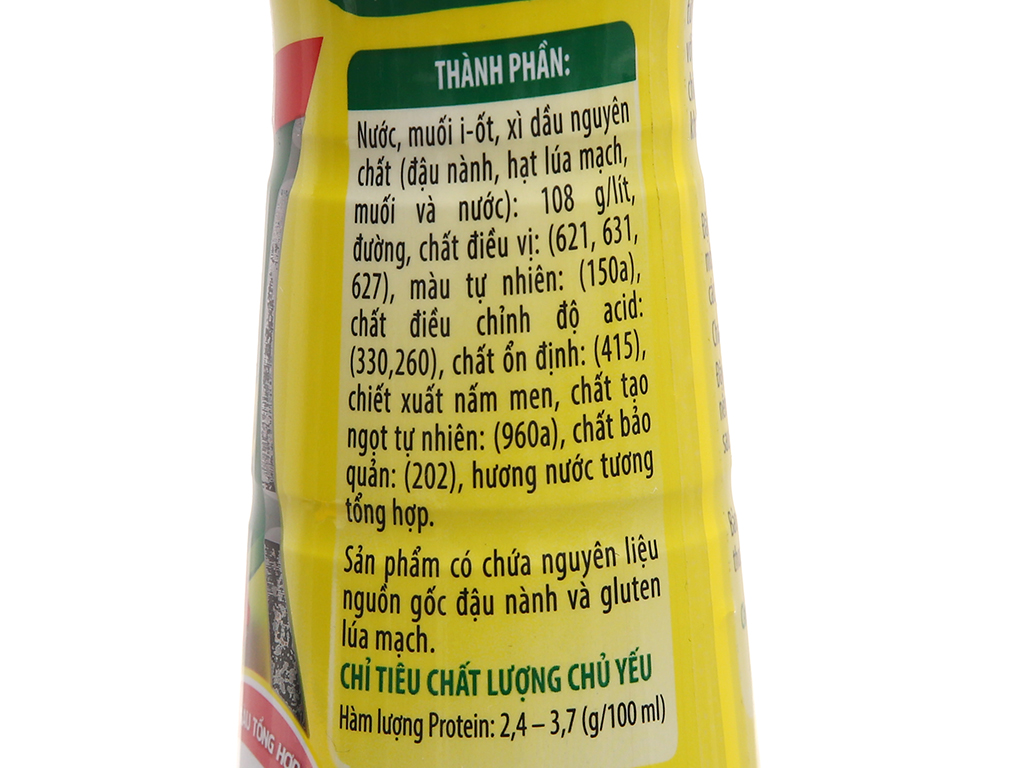 THÀNH PHẦN:
Nước, muối i-ốt, xì dầu nguyên
chất (đậu nành, hạt lúa mạch,
muối và nước): 108 g/lít,
đường, chất điều vị: (621, 631,
627), màu tự nhiên: (150a),
chất điều chỉnh độ acid:
(330,260), chất ổn định: (415),
chiết xuất nấm men, chất tạo
ngọt tự nhiên: (960a), chất bảo
quản: (202), hương nước tương
tổng hợp.
Sản phẩm có chứa nguyên liệu
nguồn gốc đậu nành và gluten
lúa mạch.
CHỈ TIÊU CHẤT LƯỢNG CHỦ YẾU
Hàm lượng Protein: 2,4 – 3,7 (g/100 ml)
TỔNG HỢP